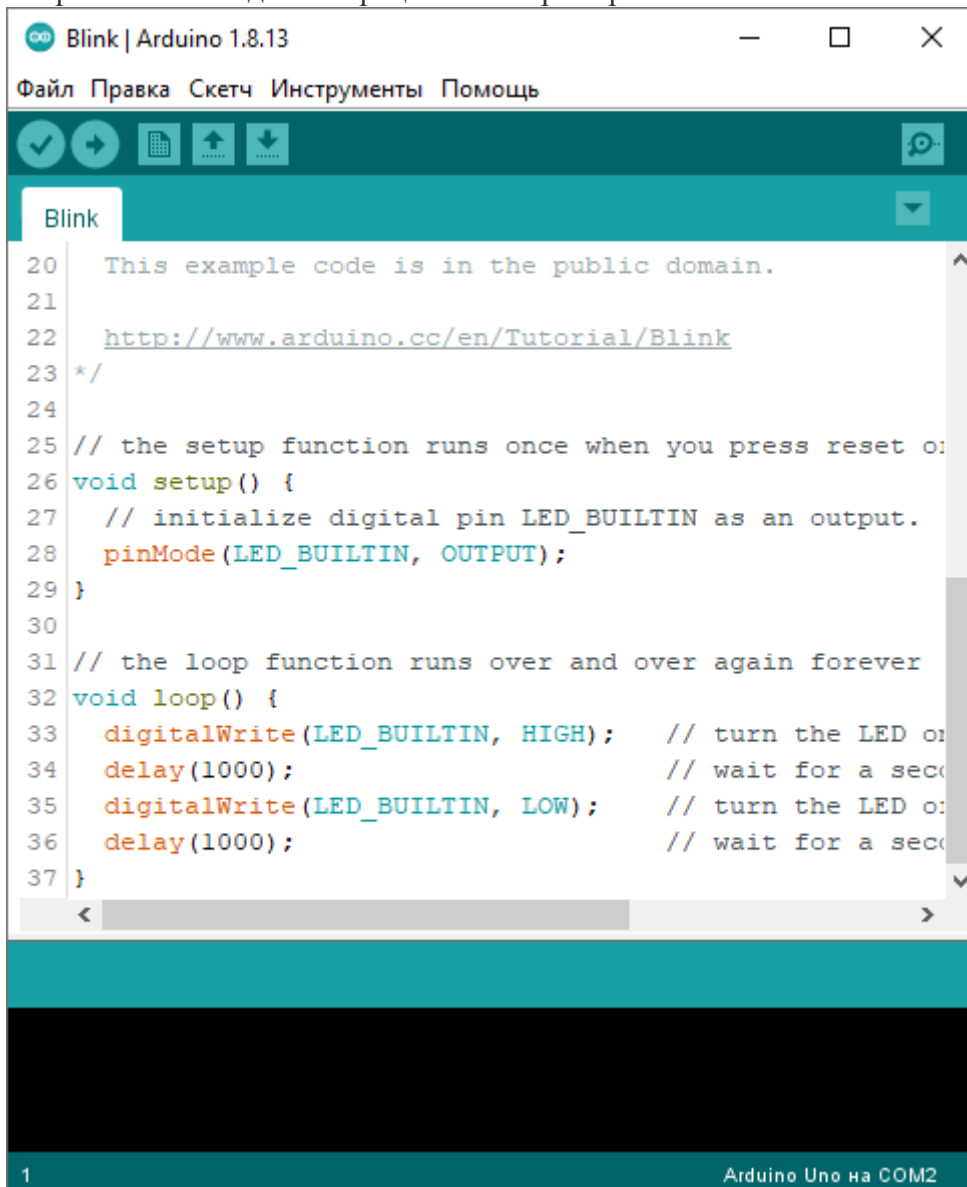 Blink | Arduino 1.8.13
Файл Правка Скетч Инструменты Помощь
Blink
20 This example code is in the public domain.
21
22 http://www.arduino.cc/en/Tutorial/Blink
23 */
24
25 // the setup function runs once when you press reset
26 void setup() {
27 // initialize digital pin LED_BUILTIN as an output.
28 pinMode(LED_BUILTIN, OUTPUT);
29 }
30
31 // the loop function runs over and over again forever
32 void loop() {
33 digitalWrite(LED_BUILTIN, HIGH); // turn the LED
34 delay(1000); // wait for a
35 digitalWrite(LED_BUILTIN, LOW); // turn the LED
36 delay(1000); // wait for a
37 }
1 Arduino Uno на COM2